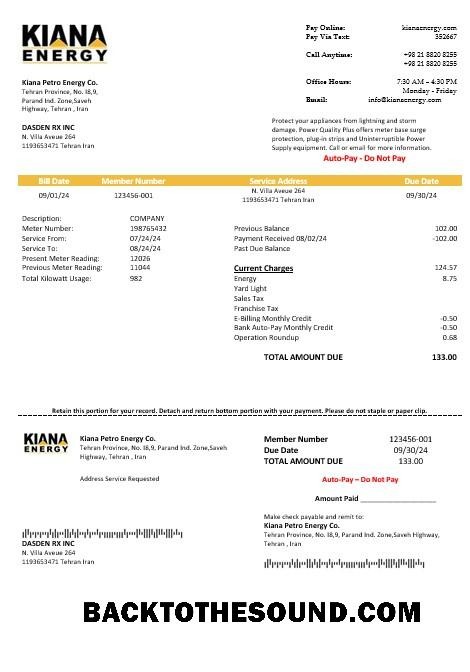 KIANA
ENERGY
Pay Online: kianaenergy.com
Pay Via Text: 352667
Call Anytime: +98 21 8820 8255
+98 21 8820 8255
Office Hours: 7:30 AM – 4:30 PM
Monday - Friday
Email: info@kianaenergy.com
Kiana Petro Energy Co.
Tehran Province, No. I8,9,
Parand Ind. Zone,Saveh
Highway, Tehran , Iran
DASDEN RX INC
N. Villa Aveue 264
1193653471 Tehran Iran
Protect your appliances from lightning and storm
damage. Power Quality Plus offers meter base surge
protection, plug-in strips and Uninterruptible Power
Supply equipment. Call or email for more information.
Auto-Pay - Do Not Pay
Bill Date Member Number Service Address Due Date
09/01/24 123456-001 N. Villa Aveue 264 09/30/24
1193653471 Tehran Iran
Description: COMPANY
Meter Number: 198765432
Service From: 07/24/24
Service To: 08/24/24
Present Meter Reading: 12026
Previous Meter Reading: 11044
Total Kilowatt Usage: 982
Previous Balance 102.00
Payment Received 08/02/24 -102.00
Past Due Balance
Current Charges 124.57
Energy 8.75
Yard Light
Sales Tax
Franchise Tax
E-Billing Monthly Credit -0.50
Bank Auto-Pay Monthly Credit -0.50
Operation Roundup 0.68
TOTAL AMOUNT DUE 133.00
Retain this portion for your record. Detach and return bottom portion with your payment. Please do not staple or paper clip.
KIANA
ENERGY
Kiana Petro Energy Co.
Tehran Province, No. I8,9, Parand Ind. Zone,Saveh
Highway, Tehran , Iran
Address Service Requested
Member Number 123456-001
Due Date 09/30/24
TOTAL AMOUNT DUE 133.00
Auto-Pay – Do Not Pay
Amount Paid ____________________
Make check payable and remit to:
Kiana Petro Energy Co.
Tehran Province, No. I8,9, Parand Ind. Zone,Saveh Highway,
Tehran , Iran
DASDEN RX INC
N. Villa Aveue 264
1193653471 Tehran Iran
BACKTOTHESOUND.COM